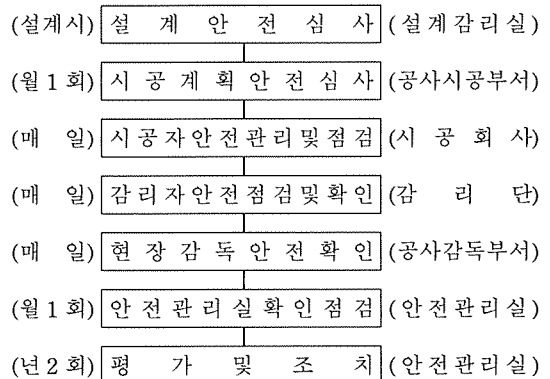 (설계시) 설 계 안 전 심 사 (설계감리실)
(월 1 회) 시 공 계 획 안 전 심 사 (공사시공부서)
(매 일) 시 공 자 안 전 관 리 및 점 검 (시 공 회 사)
(매 일) 감 리 자 안 전 점 검 및 확 인 (감 리 단)
(매 일) 현 장 감 독 안 전 확 인 (공사감독부서)
(월 1 회) 안 전 관 리 실 확 인 점 검 (안전관리실)
(년 2 회) 평 가 및 조 치 (안전관리실)